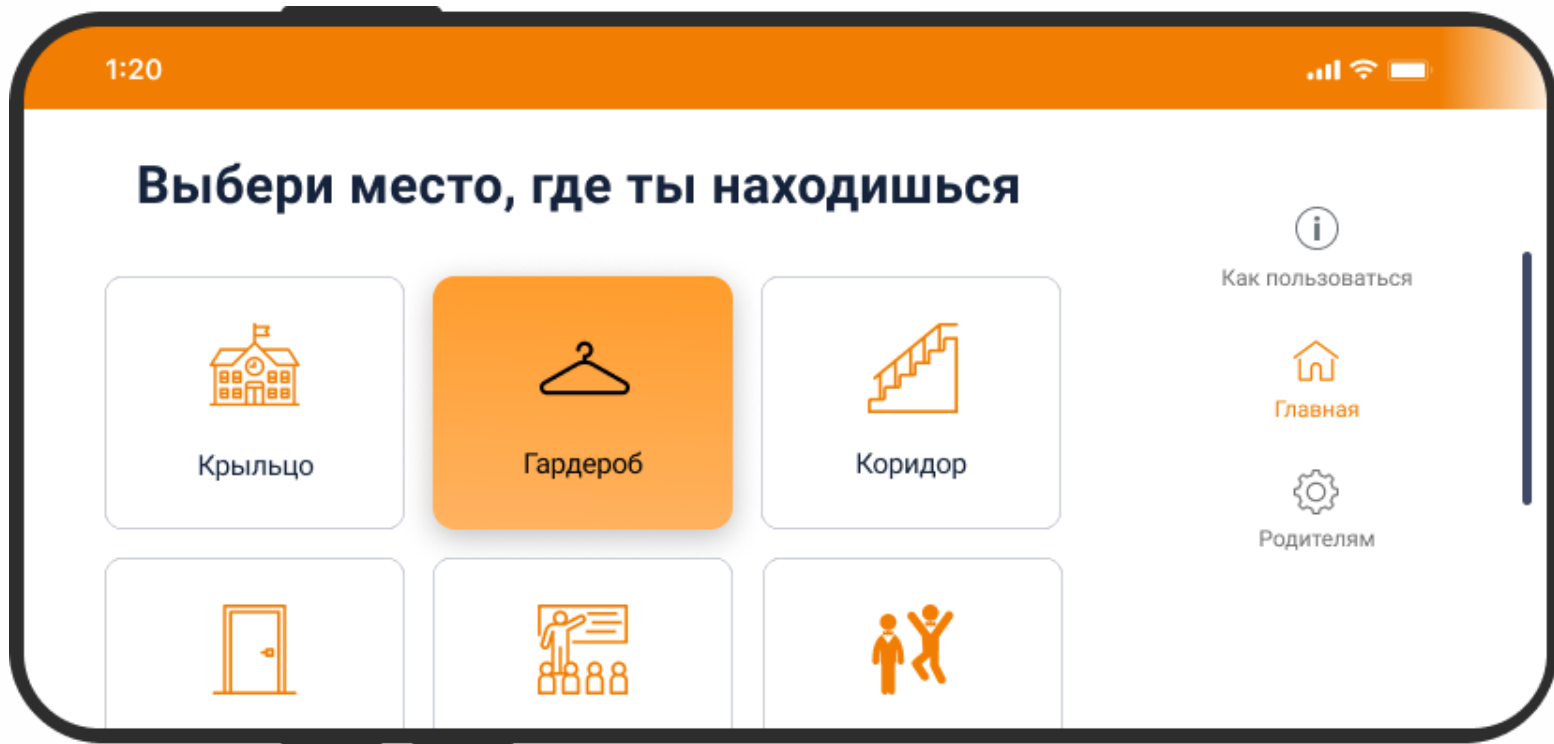 1:20
Выбери место, где ты находишься
Как пользоваться
Главная
Родителям
Крыльцо
Гардероб
Коридор